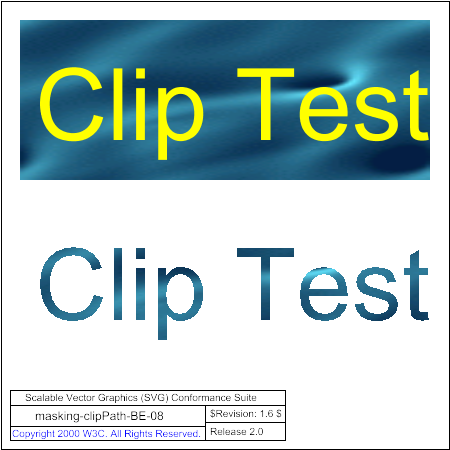 Clip Test
Clip Test
Scalable Vector Graphics (SVG) Conformance Suite
masking-clipPath-BE-08
$Revision: 1.6 $
Copyright 2000 W3C. All Rights Reserved.
Release 2.0